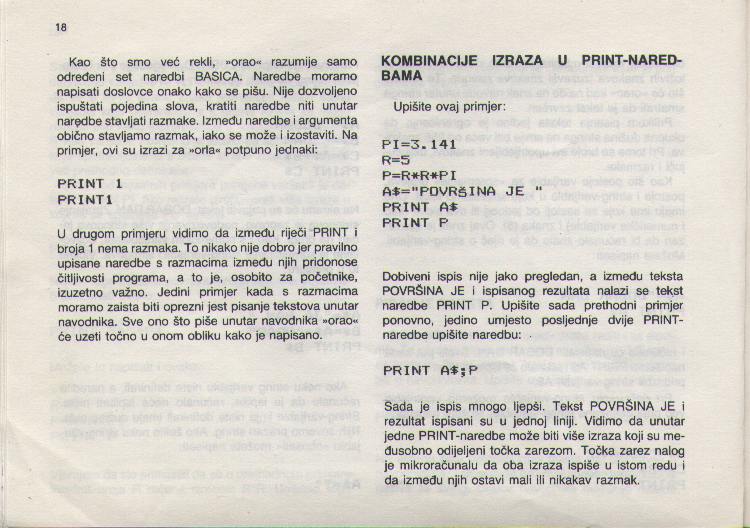 18
Kao što smo već rekli, »orao« razumije samo
određeni set naredbi BASICA. Naredbe moramo
napisati doslovce onako kako se pišu. Nije dozvoljeno
ispuštati pojedina slova, kratiti naredbe niti unutar
naredbe stavljati razmake. Između naredbe i argumenta
obično stavljamo razmak, iako se može i izostaviti. Na
primjer, ovi su izrazi za »orla« potpuno jednaki:
PRINT 1
PRINT1
U drugom primjeru vidimo da između riječi PRINT i
broja 1 nema razmaka. To nikako nije dobro jer pravilno
upisane naredbe s razmacima između njih pridonose
čitljivosti programa, a to je, osobito za početnike,
izuzetno važno. Jedini primjer kada s razmacima
moramo zaista biti oprezni jest pisanje tekstova unutar
navodnika. Sve ono što piše unutar navodnika »orao«
će uzeti točno u onom obliku kako je napisano.
KOMBINACIJE IZRAZA U PRINT-NARED-
BAMA
Upišite ovaj primjer:
PI=3.141
R=5
P=R*R*PI
A$="POVRŠINA JE "
PRINT A$
PRINT P
Dobiveni ispis nije jako pregledan, a između teksta
POVRŠINA JE i ispisanog rezultata nalazi se tekst
naredbe PRINT P. Upišite sada prethodni primjer
ponovno, jedino umjesto posljednje dvije PRINT-
naredbe upišite naredbu:
PRINT A$;P
Sada je ispis mnogo ljepši. Tekst POVRŠINA JE i
rezultat ispisani su u jednoj liniji. Vidimo da unutar
jedne PRINT-naredbe može biti više izraza koji su me-
đusobno odijeljeni točka zarezom. Točka zarez nalog
je mikroračunalu da oba izraza ispiše u istom redu i
da između njih ostavi mali ili nikakav razmak.